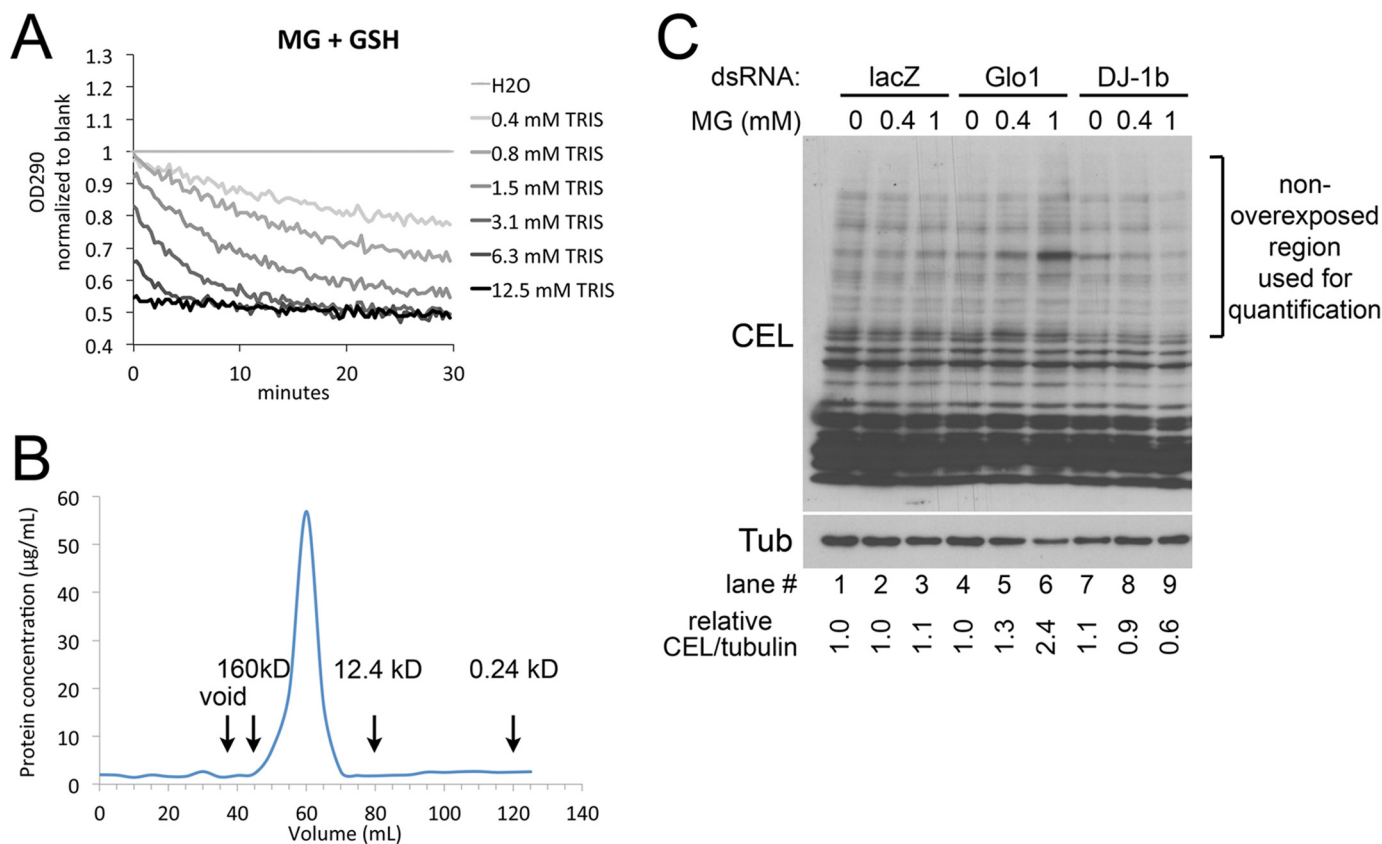 A
MG + GSH
OD290
normalized to blank
1.3
1.2
1.1
1
0.9
0.8
0.7
0.6
0.5
0.4
0 10 20 30
minutes
H2O
0.4 mM TRIS
0.8 mM TRIS
1.5 mM TRIS
3.1 mM TRIS
6.3 mM TRIS
12.5 mM TRIS
B
Protein concentration (µg/mL)
60
50
40
30
20
10
0
160kD 12.4 kD 0.24 kD
void
0 20 40 60 80 100 120 140
Volume (mL)
C
dsRNA: lacZ Glo1 DJ-1b
MG (mM) 0 0.4 1 0 0.4 1 0 0.4 1
CEL
non-
overexposed
region
used for
quantification
Tub
lane # 1 2 3 4 5 6 7 8 9
relative
CEL/tubulin 1.0 1.0 1.1 1.0 1.3 2.4 1.1 0.9 0.6